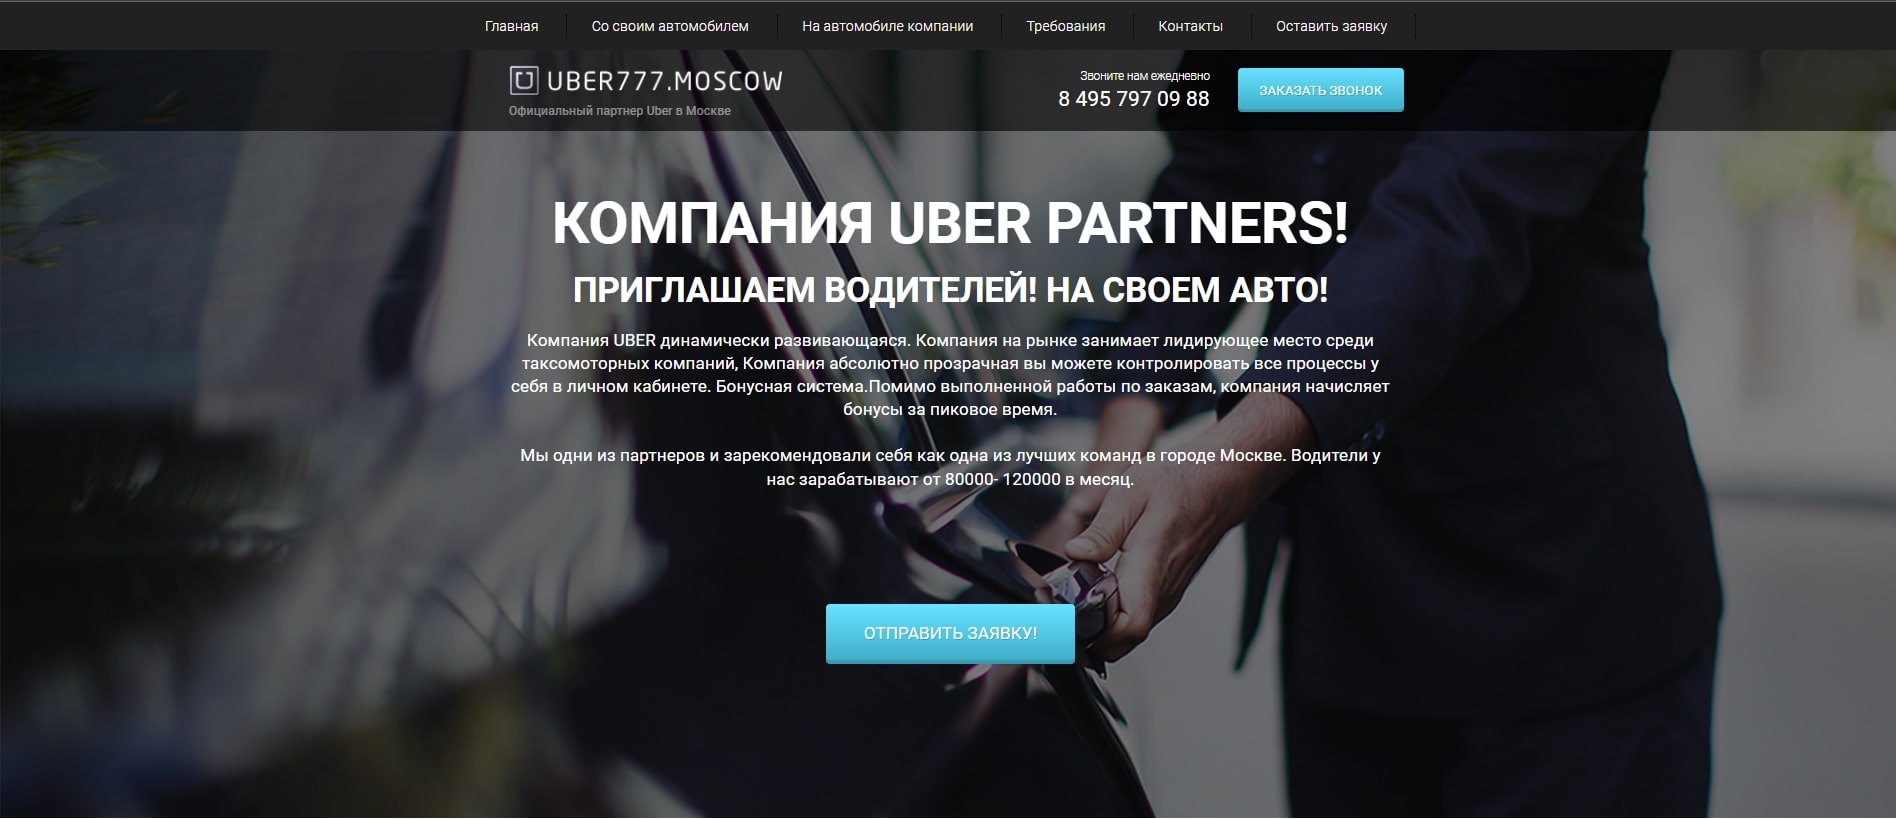 Главная
Со своим автомобилем
На автомобиле компании
Требования
Контакты
Оставить заявку
UBER777.MOSCOW
Официальный партнер Uber в Москве
Звоните нам ежедневно
8 495 797 09 88
ЗАКАЗАТЬ ЗВОНОК
КОМПАНИЯ UBER PARTNERS!
ПРИГЛАШАЕМ ВОДИТЕЛЕЙ! НА СВОЕМ АВТО!
Компания UBER динамически развивающаяся. Компания на рынке занимает лидирующее место среди
таксомоторных компаний, Компания абсолютно прозрачная вы можете контролировать все процессы у
себя в личном кабинете. Бонусная система.Помимо выполненной работы по заказам, компания начисляет
бонусы за пиковое время.
Мы одни из партнеров и зарекомендовали себя как одна из лучших команд в городе Москве. Водители у
нас зарабатывают от 80000- 120000 в месяц.
ОТПРАВИТЬ ЗАЯВКУ!